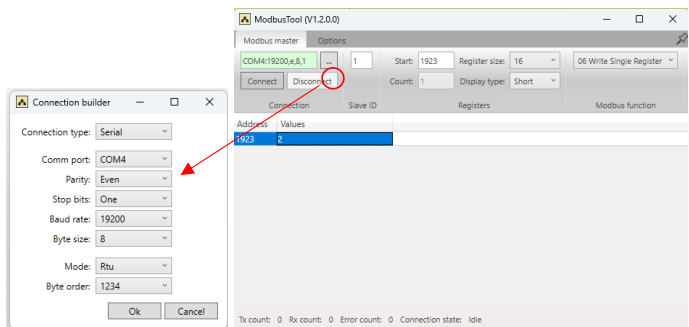 ModbusTool (V1.2.0.0)
Modbus master Options
COM4:19200,e,8,1 ... 1 Start: 1923 Register size: 16 06 Write Single Register
Connect Disconnect Count: 1 Display type: Short
Connection Slave ID Registers Modbus function
Address Values
1923 2
Tx count: 0 Rx count: 0 Error count: 0 Connection state: Idle
Connection builder
Connection type: Serial
Comm port: COM4
Parity: Even
Stop bits: One
Baud rate: 19200
Byte size: 8
Mode: Rtu
Byte order: 1234
Ok Cancel